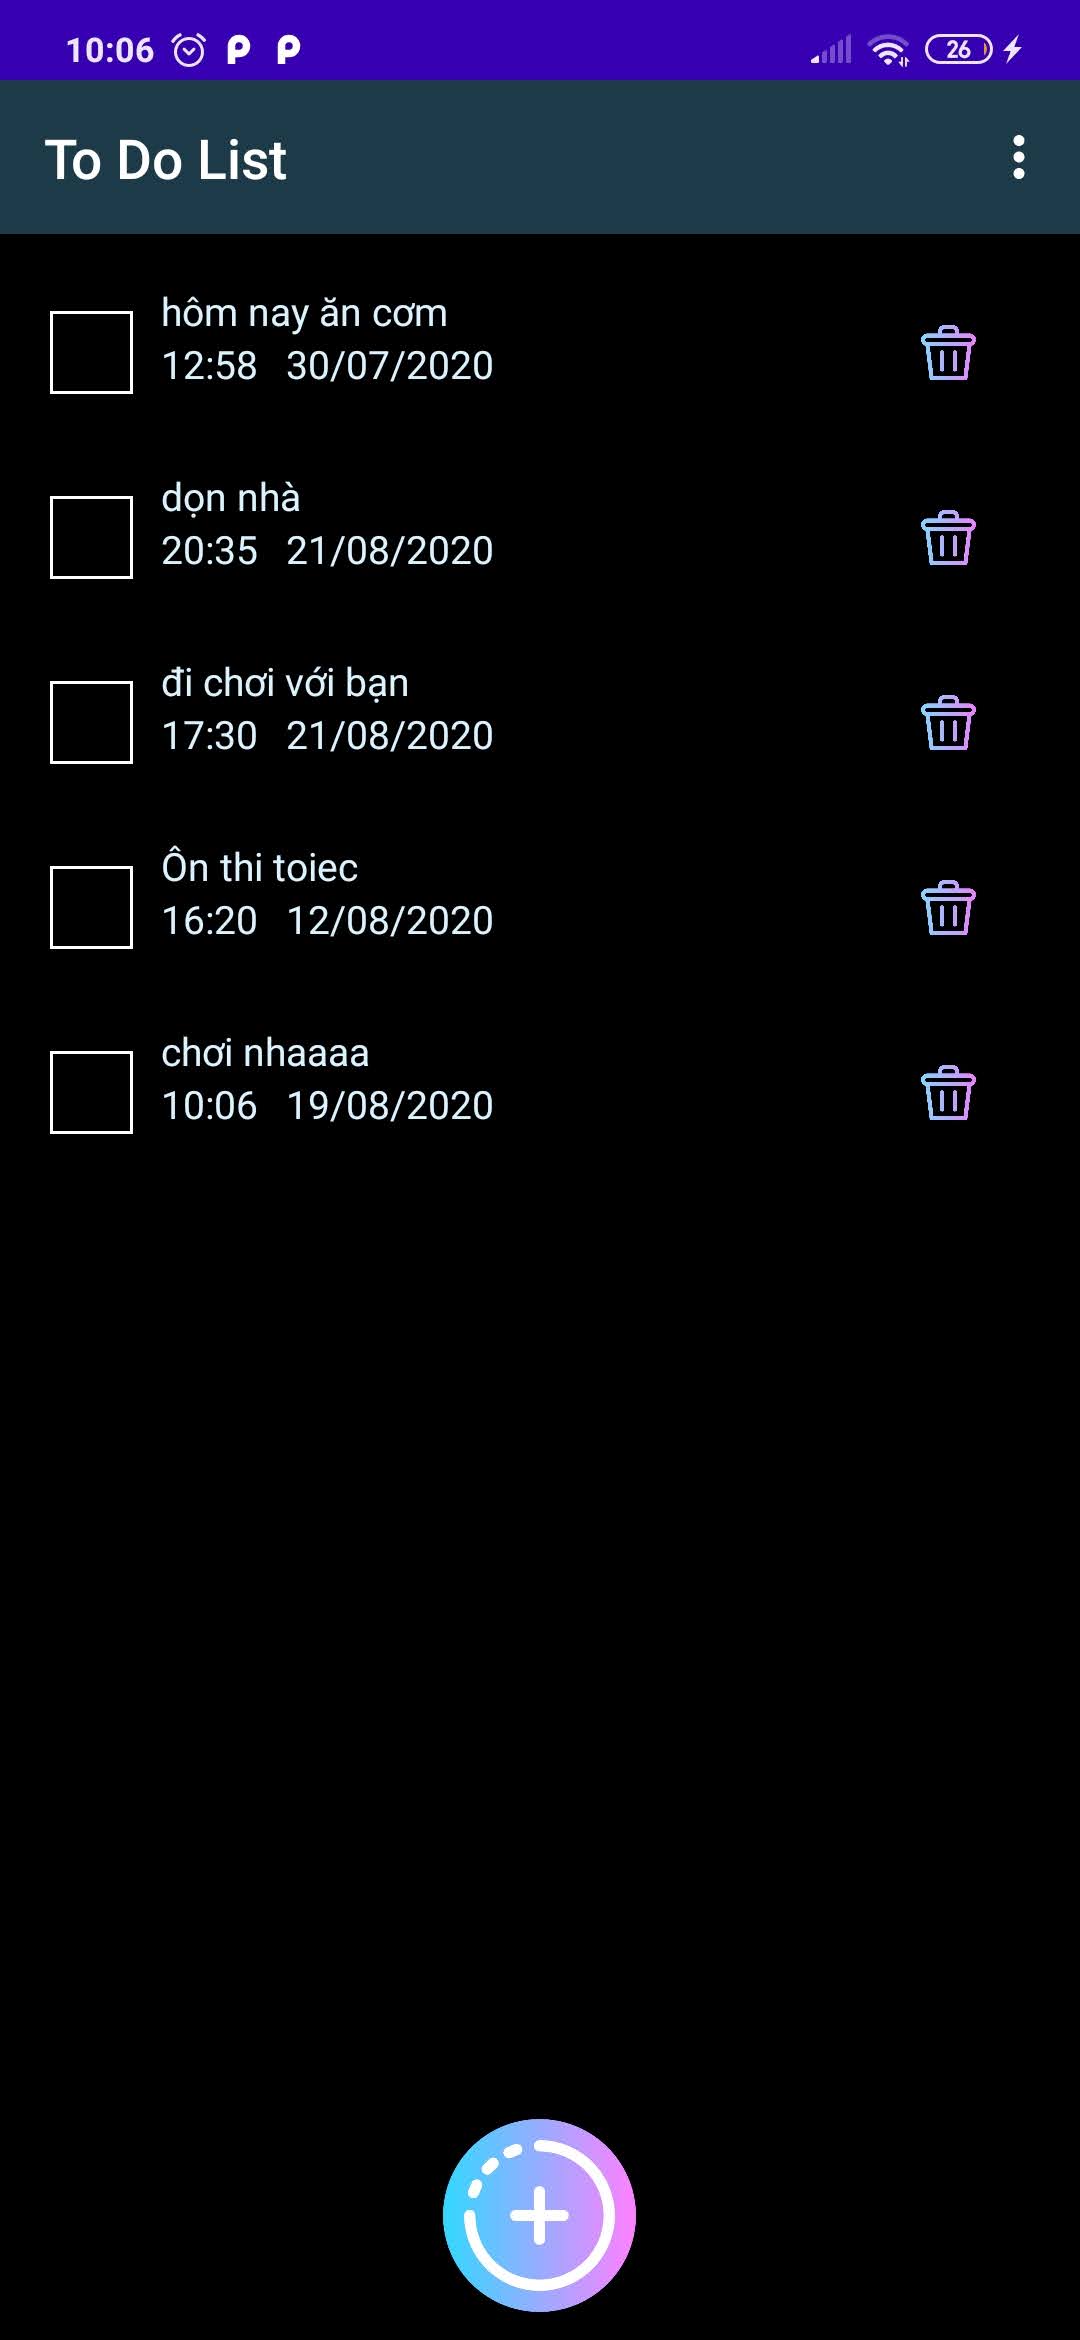 10:06 26
To Do List
hôm nay ăn cơm
12:58 30/07/2020
dọn nhà
20:35 21/08/2020
đi chơi với bạn
17:30 21/08/2020
Ôn thi toiec
16:20 12/08/2020
chơi nhaaaa
10:06 19/08/2020